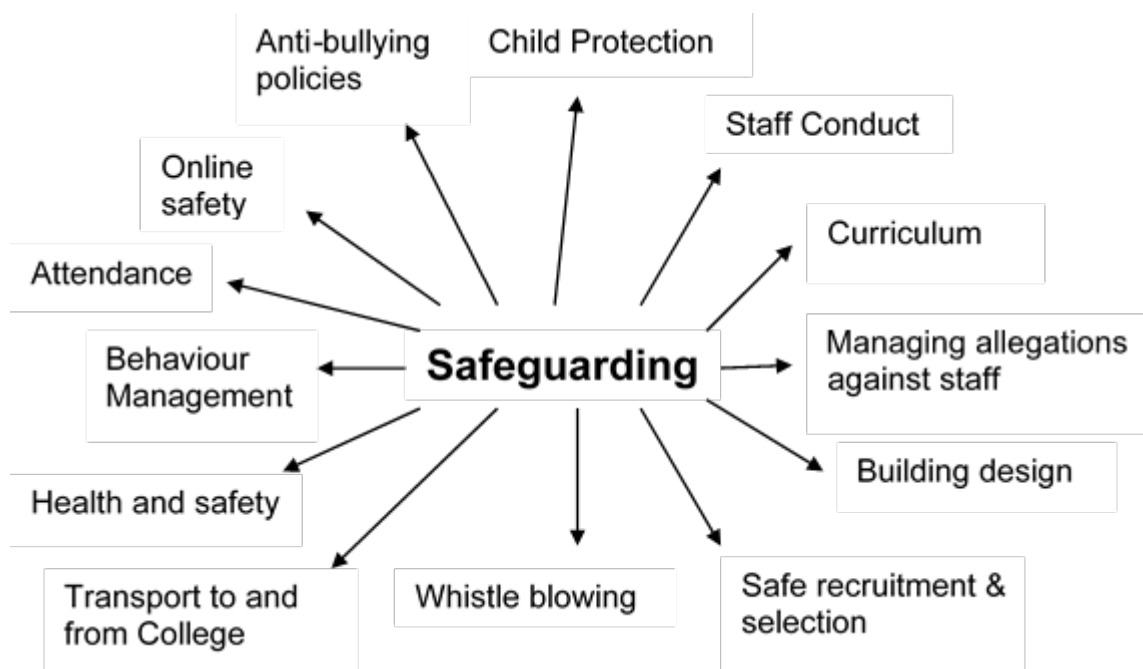 Anti-bullying
policies
Child Protection
Staff Conduct
Online
safety
Curriculum
Attendance
Managing allegations
against staff
Behaviour
Management
Safeguarding
Building design
Health and safety
Transport to and
from College
Whistle blowing
Safe recruitment &
selection